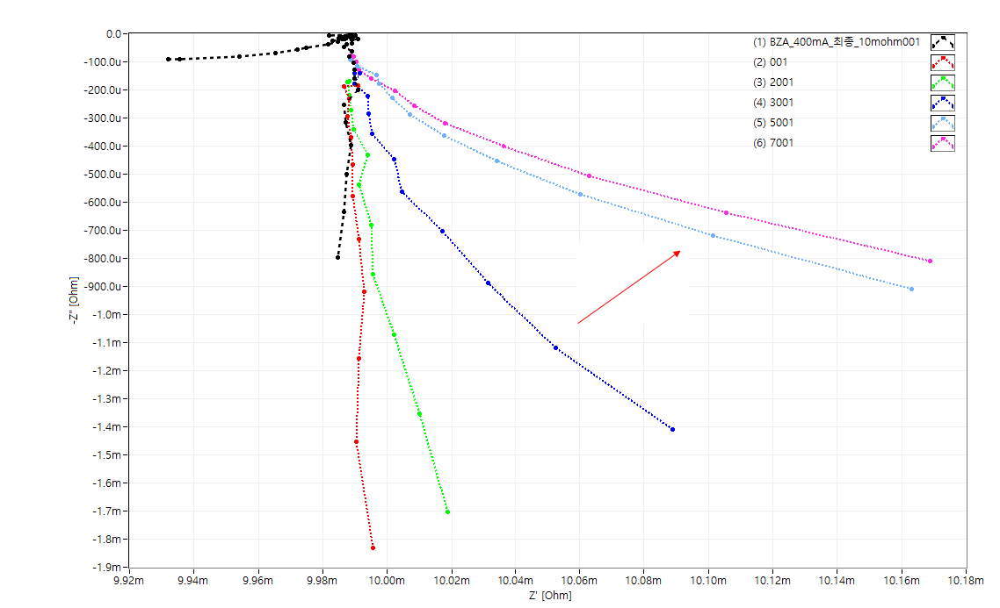 0.0
-100.0u
-200.0u
-300.0u
-400.0u
-500.0u
-600.0u
-700.0u
-800.0u
-900.0u
-1.0m
-1.1m
-1.2m
-1.3m
-1.4m
-1.5m
-1.6m
-1.7m
-1.8m
-1.9m
-Z" [Ohm]
(1) BZA_400mA_최종_10mohm001
(2) 001
(3) 2001
(4) 3001
(5) 5001
(6) 7001
9.92m 9.94m 9.96m 9.98m 10.00m 10.02m 10.04m 10.06m 10.08m 10.10m 10.12m 10.14m 10.16m 10.18m
Z' [Ohm]